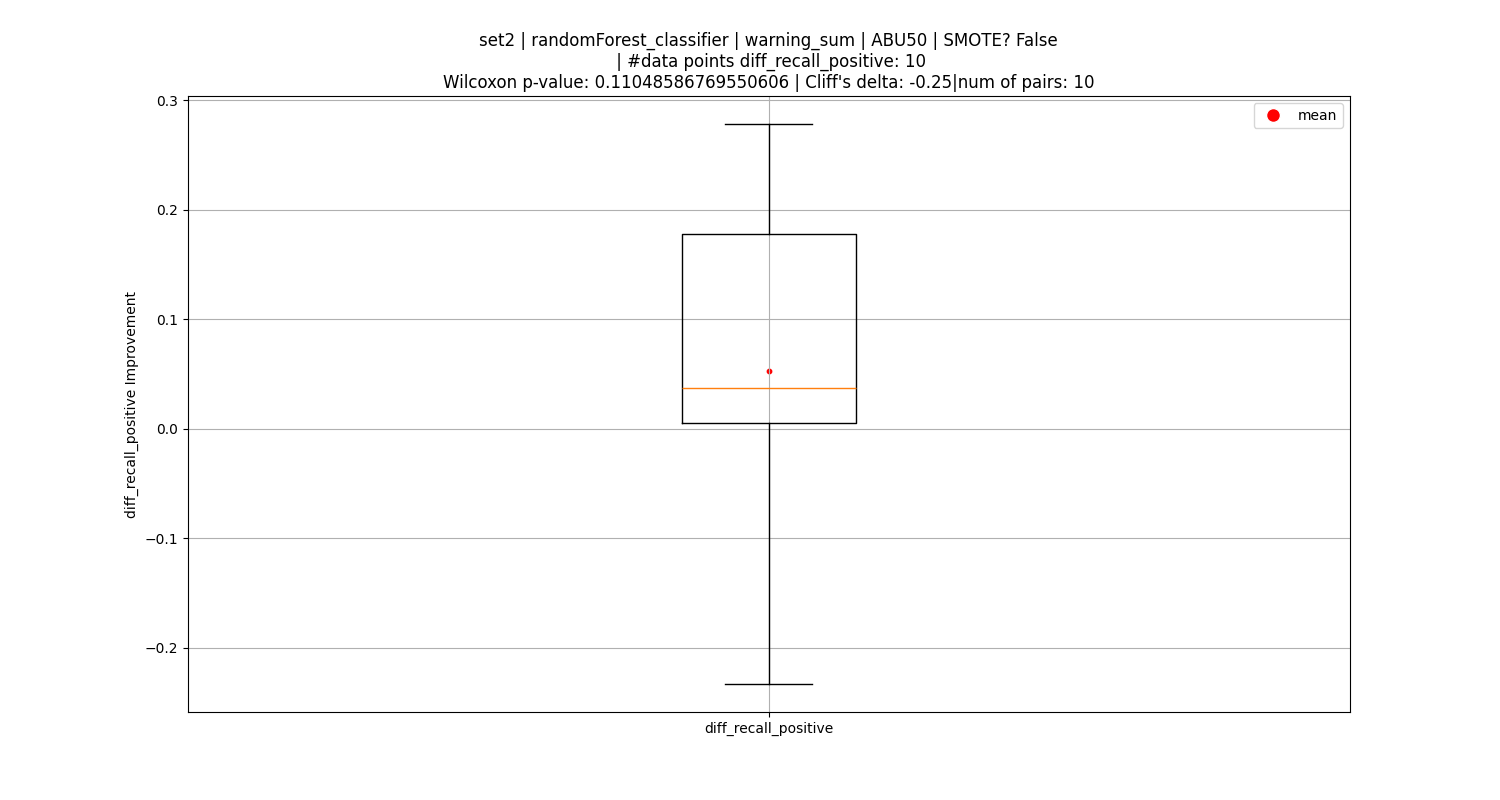 set2 | randomForest_classifier | warning_sum | ABU50 | SMOTE? False
| #data points diff_recall_positive: 10
Wilcoxon p-value: 0.11048586769550606 | Cliff's delta: -0.25|num of pairs: 10
mean
0.3
0.2
0.1
0.0
−0.1
−0.2
diff_recall_positive Improvement
diff_recall_positive